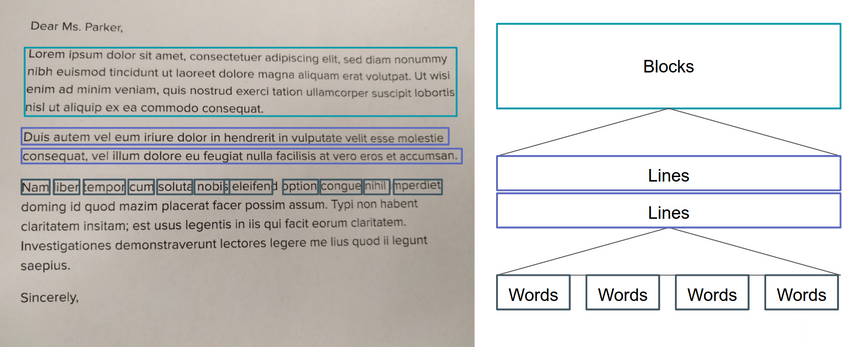 Dear Ms. Parker,
Lorem ipsum dolor sit amet, consectetuer adipiscing elit, sed diam nonummy
nibh euismod tincidunt ut laoreet dolore magna aliquam erat volutpat. Ut wisi
enim ad minim veniam, quis nostrud exerci tation ullamcorper suscipit lobortis
nisl ut aliquip ex ea commodo consequat.
Duis autem vel eum iriure dolor in hendrerit in vulputate velit esse molestie
consequat, vel illum dolore eu feugiat nulla facilisis at vero eros et accumsan.
Nam liber tempor cum soluta nobis eleifend option congue nihil imperdiet
doming id quod mazim placerat facer possim assum. Typi non habent
claritatem insitam; est usus legentis in iis qui facit eorum claritatem.
Investigationes demonstraverunt lectores legere me lius quod ii legunt
saepius.
Sincerely,
Blocks
Lines
Lines
Words Words Words Words